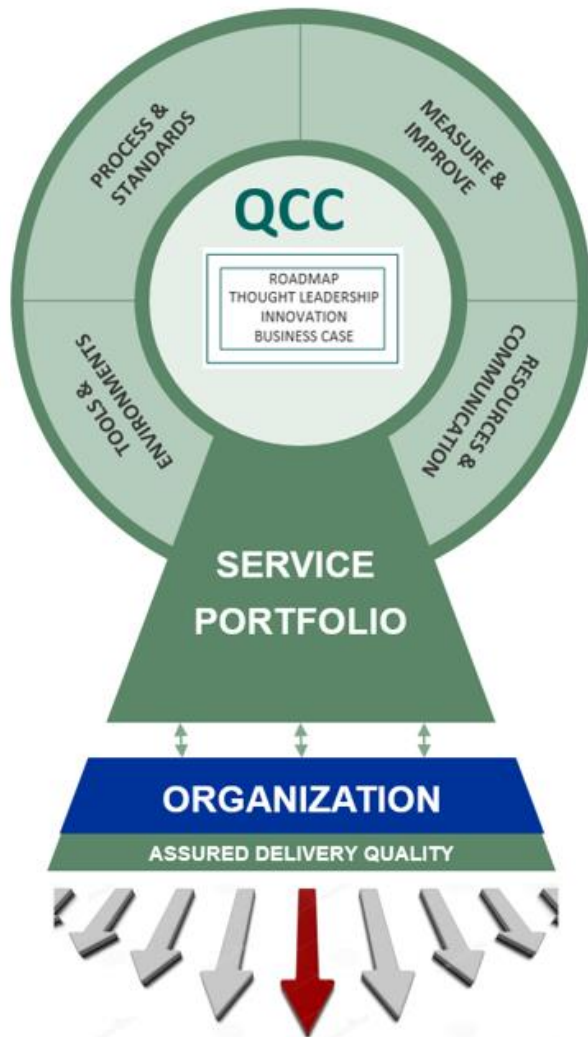 PROCESS &
STANDARDS
MEASURE &
IMPROVE
QCC
ROADMAP
THOUGHT LEADERSHIP
INNOVATION
BUSINESS CASE
TOOLS &
ENVIRONMENTS
RESOURCES &
COMMUNICATION
SERVICE
PORTFOLIO
ORGANIZATION
ASSURED DELIVERY QUALITY